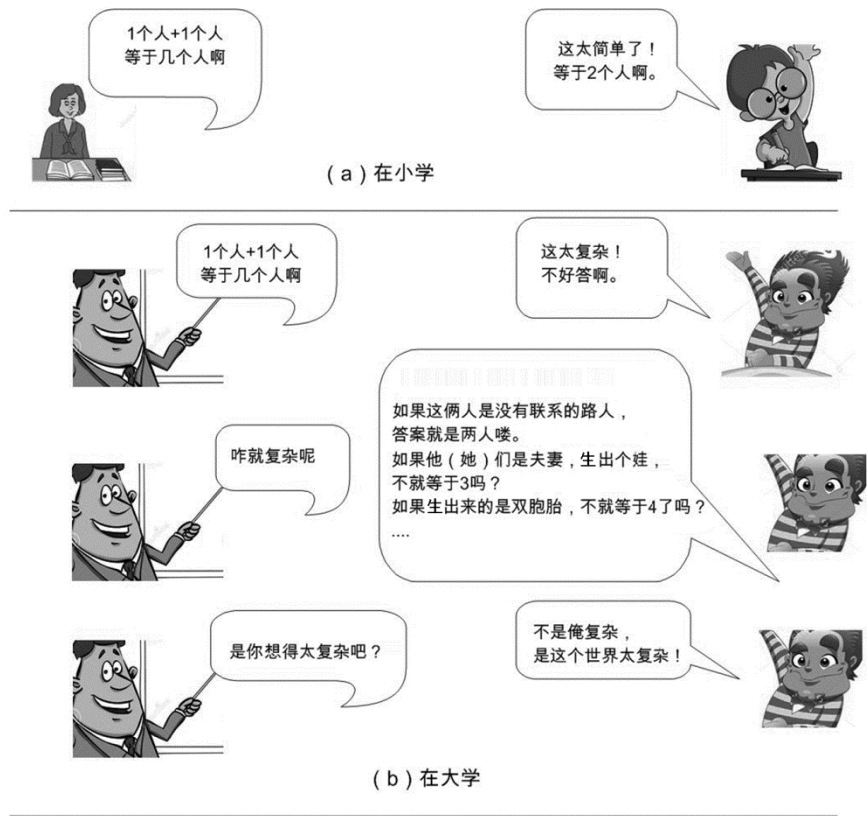 1个人+1个人
等于几个人啊
这太简单了！
等于2个人啊。
（a）在小学
1个人+1个人
等于几个人啊
这太复杂！
不好答啊。
咋就复杂呢
如果这俩人是没有联系的路人，
答案就是两人喽。
如果他（她）们是夫妻，生出个娃，
不就等于3吗？
如果生出来的是双胞胎，不就等于4了吗？
....
是你想得太复杂吧？
不是俺复杂，
是这个世界太复杂！
（b）在大学